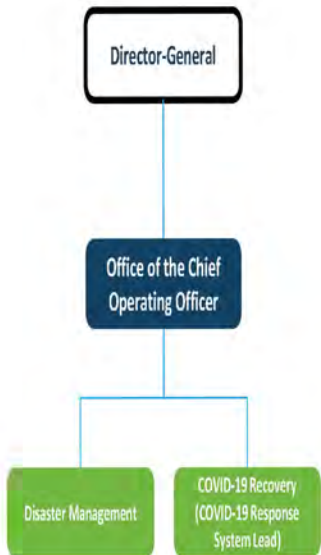 Director-General
Office of the Chief
Operating Officer
Disaster Management
COVID-19 Recovery
(COVID-19 Response
System Lead)